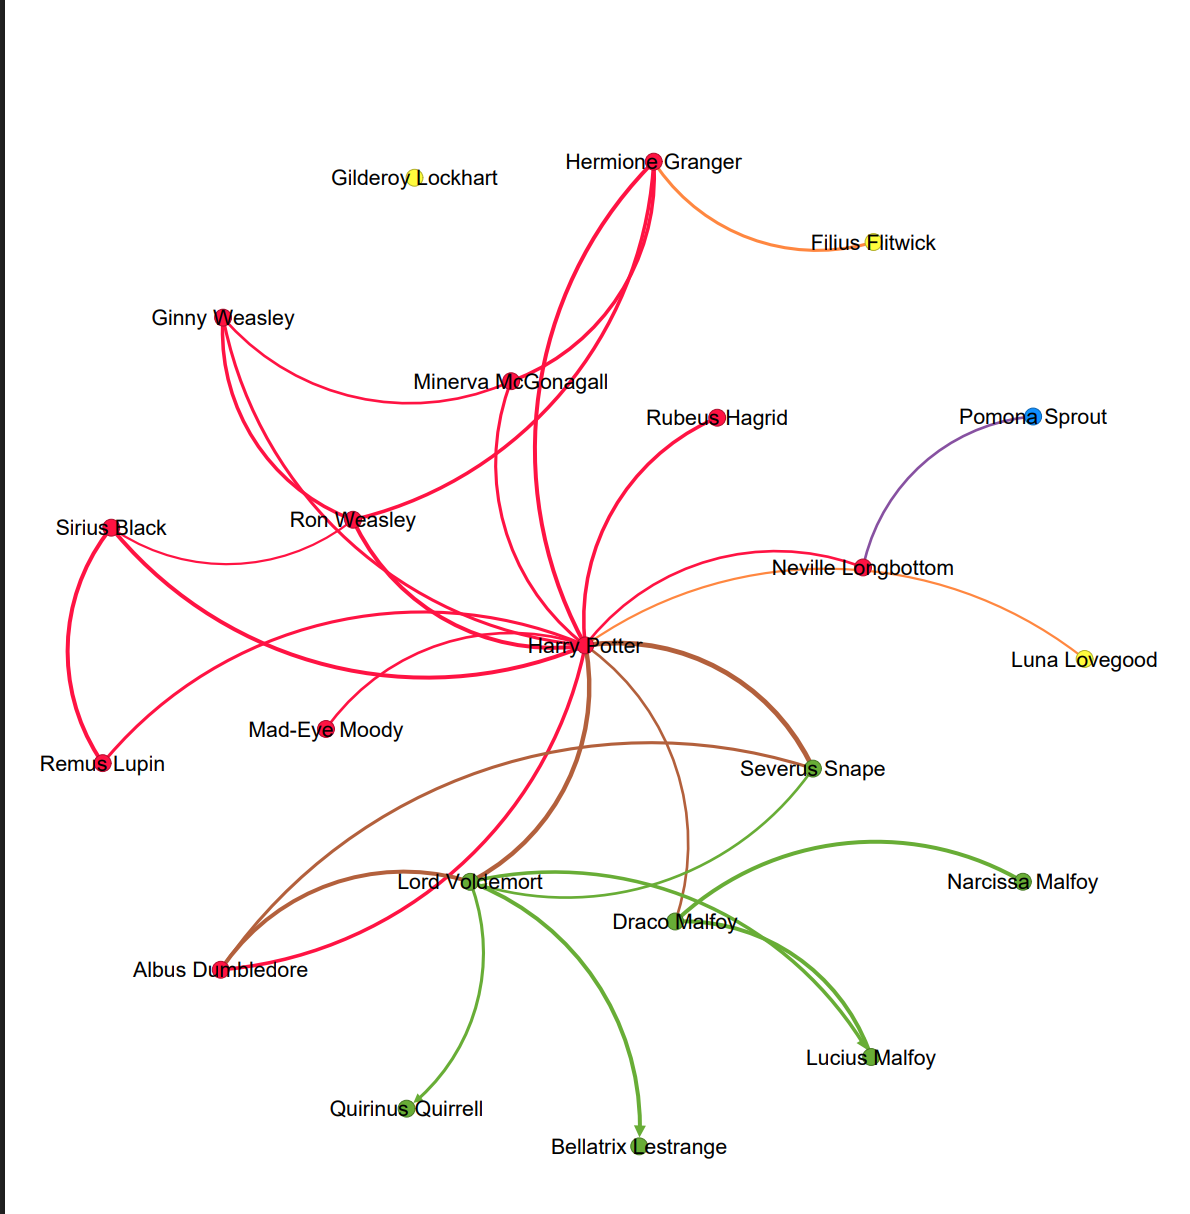 Hermione Granger
Gilderoy Lockhart
Filius Flitwick
Ginny Weasley
Minerva McGonagall
Rubeus Hagrid
Pomona Sprout
Ron Weasley
Sirius Black
Neville Longbottom
Harry Potter
Luna Lovegood
Mad-Eye Moody
Remus Lupin
Severus Snape
Lord Voldemort
Narcissa Malfoy
Draco Malfoy
Albus Dumbledore
Lucius Malfoy
Quirinus Quirrell
Bellatrix Lestrange